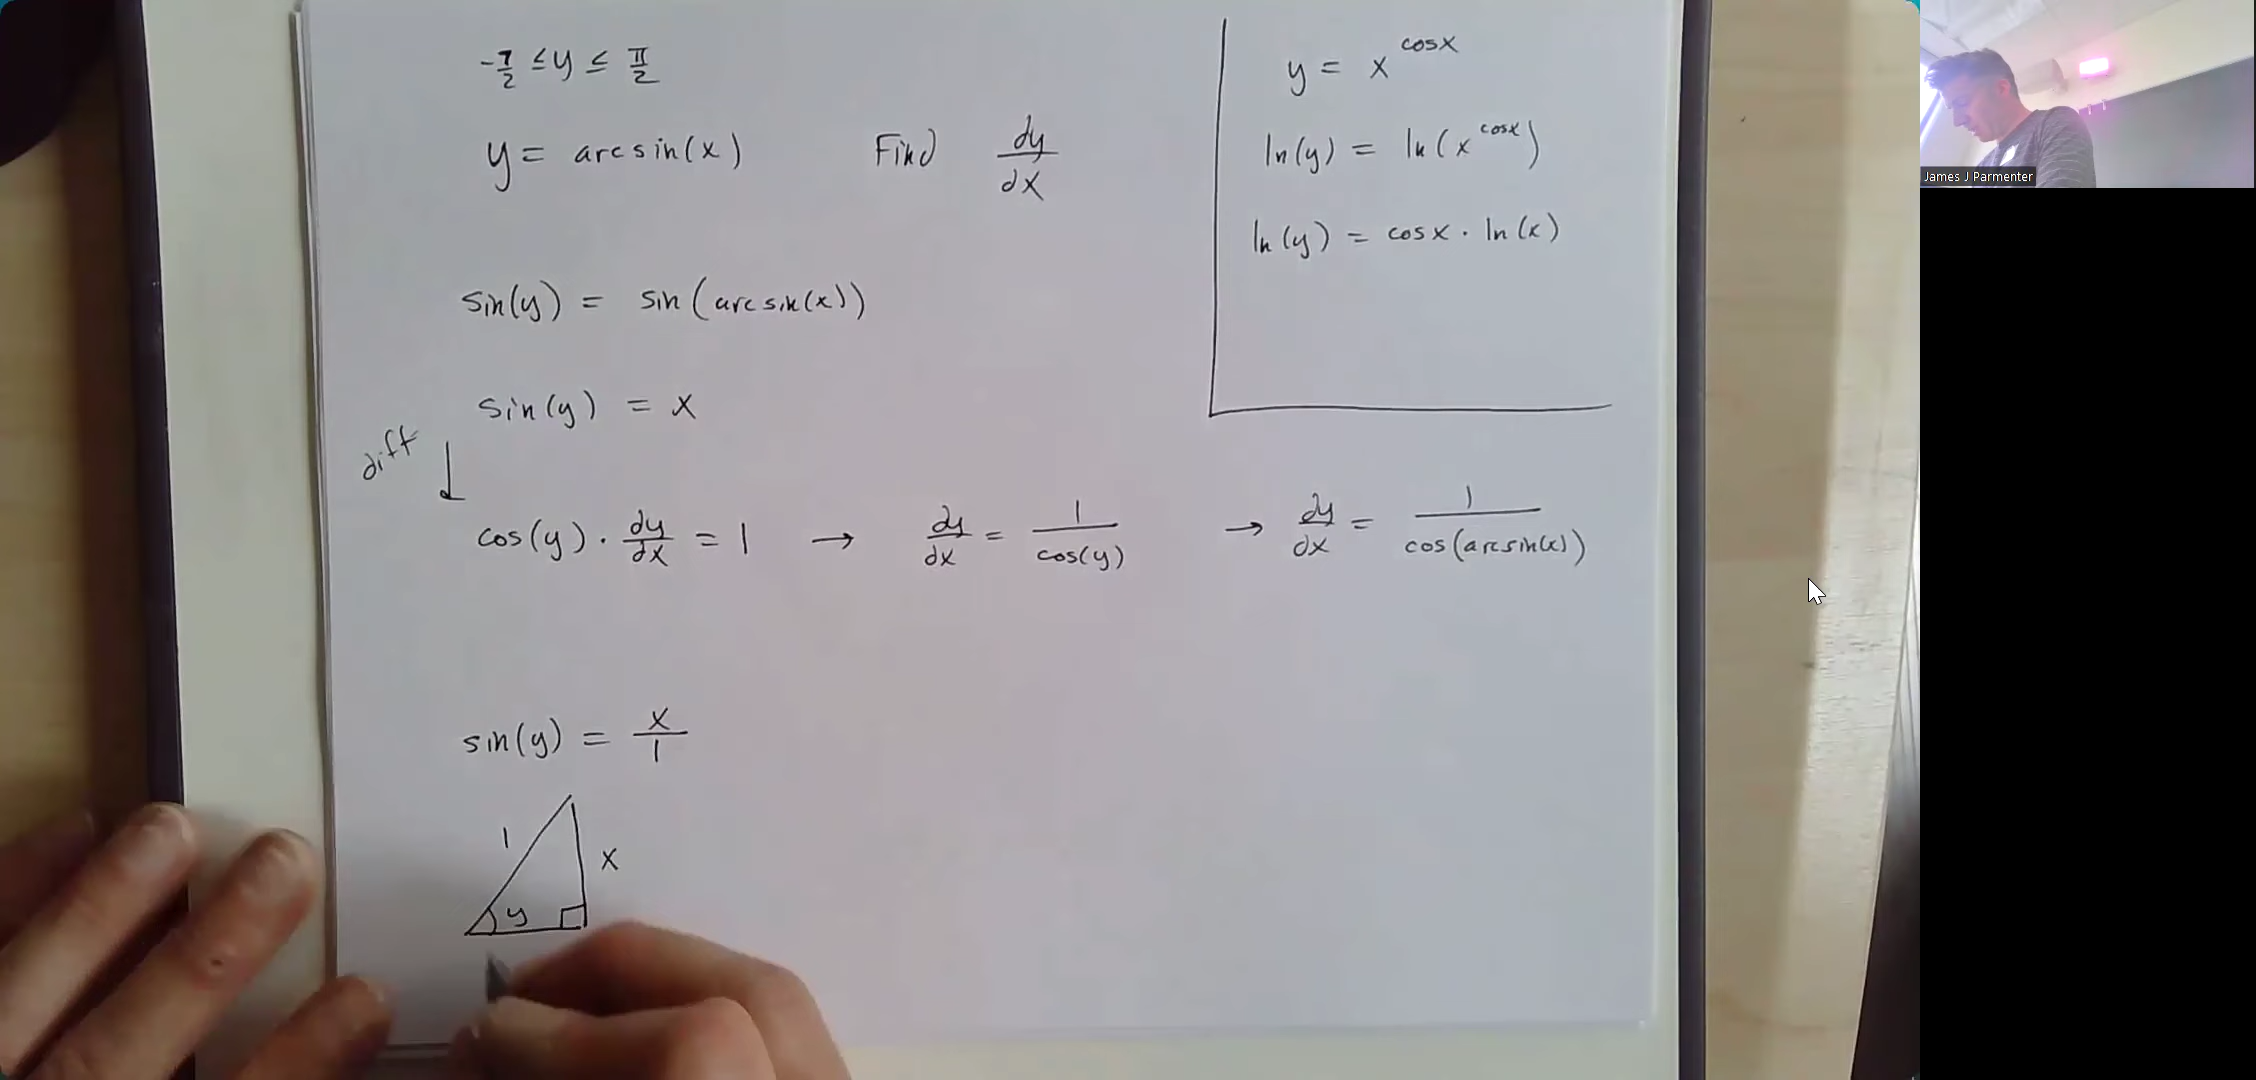 -π/2 ≤ y ≤ π/2
y = arcsin(x) Find dy/dx
sin(y) = sin(arcsin(x))
sin(y) = x
diff ↓
cos(y) · dy/dx = 1 → dy/dx = 1/cos(y) → dy/dx = 1/cos(arcsin(x))
sin(y) = x/1
1
x
y
y = x^cosx
ln(y) = ln(x^cosx)
ln(y) = cosx · ln(x)
James J Parmenter